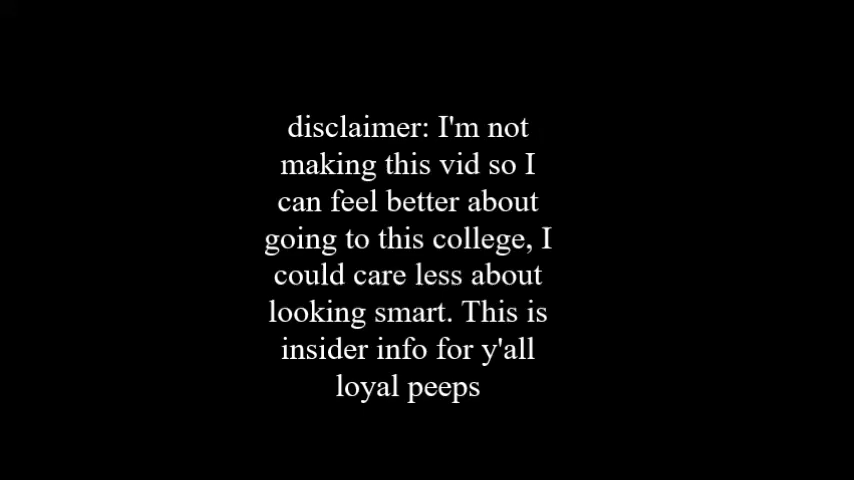 disclaimer: I'm not
making this vid so I
can feel better about
going to this college, I
could care less about
looking smart. This is
insider info for y'all
loyal peeps